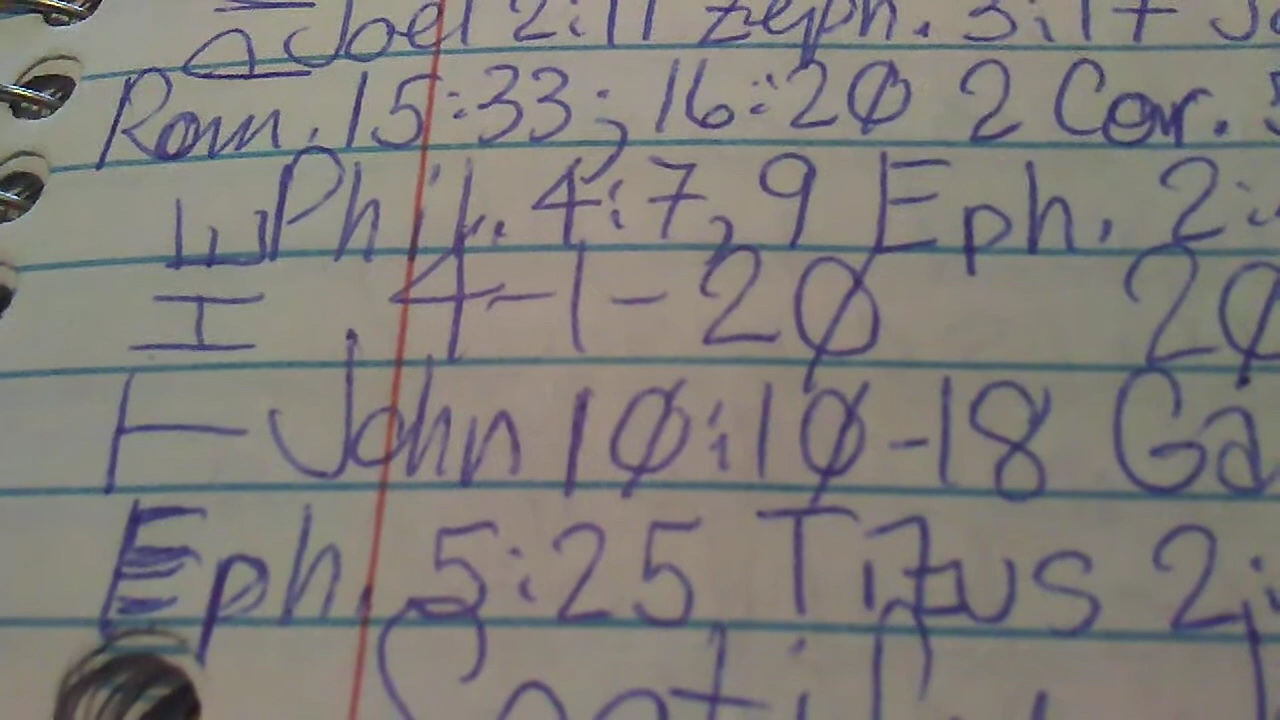 Joel 2:11 Zeph. 3:17
Rom. 15:33; 16:20 2 Cor.
Phil. 4:7,9 Eph. 2:
4-1-20 20
John 10:10-18 Ga
Eph. 5:25 Titus 2: